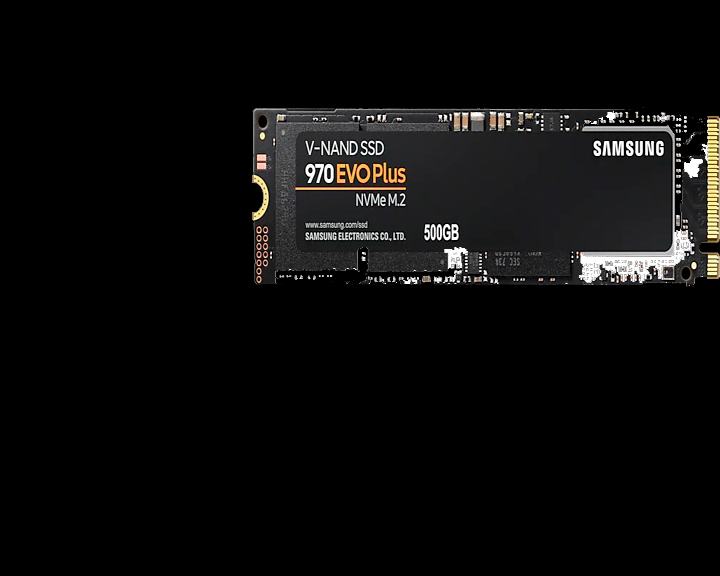 V-NAND SSD
SAMSUNG
970 EVO Plus
NVMe M.2
www.samsung.com/ssd
SAMSUNG ELECTRONICS CO., LTD.
500GB